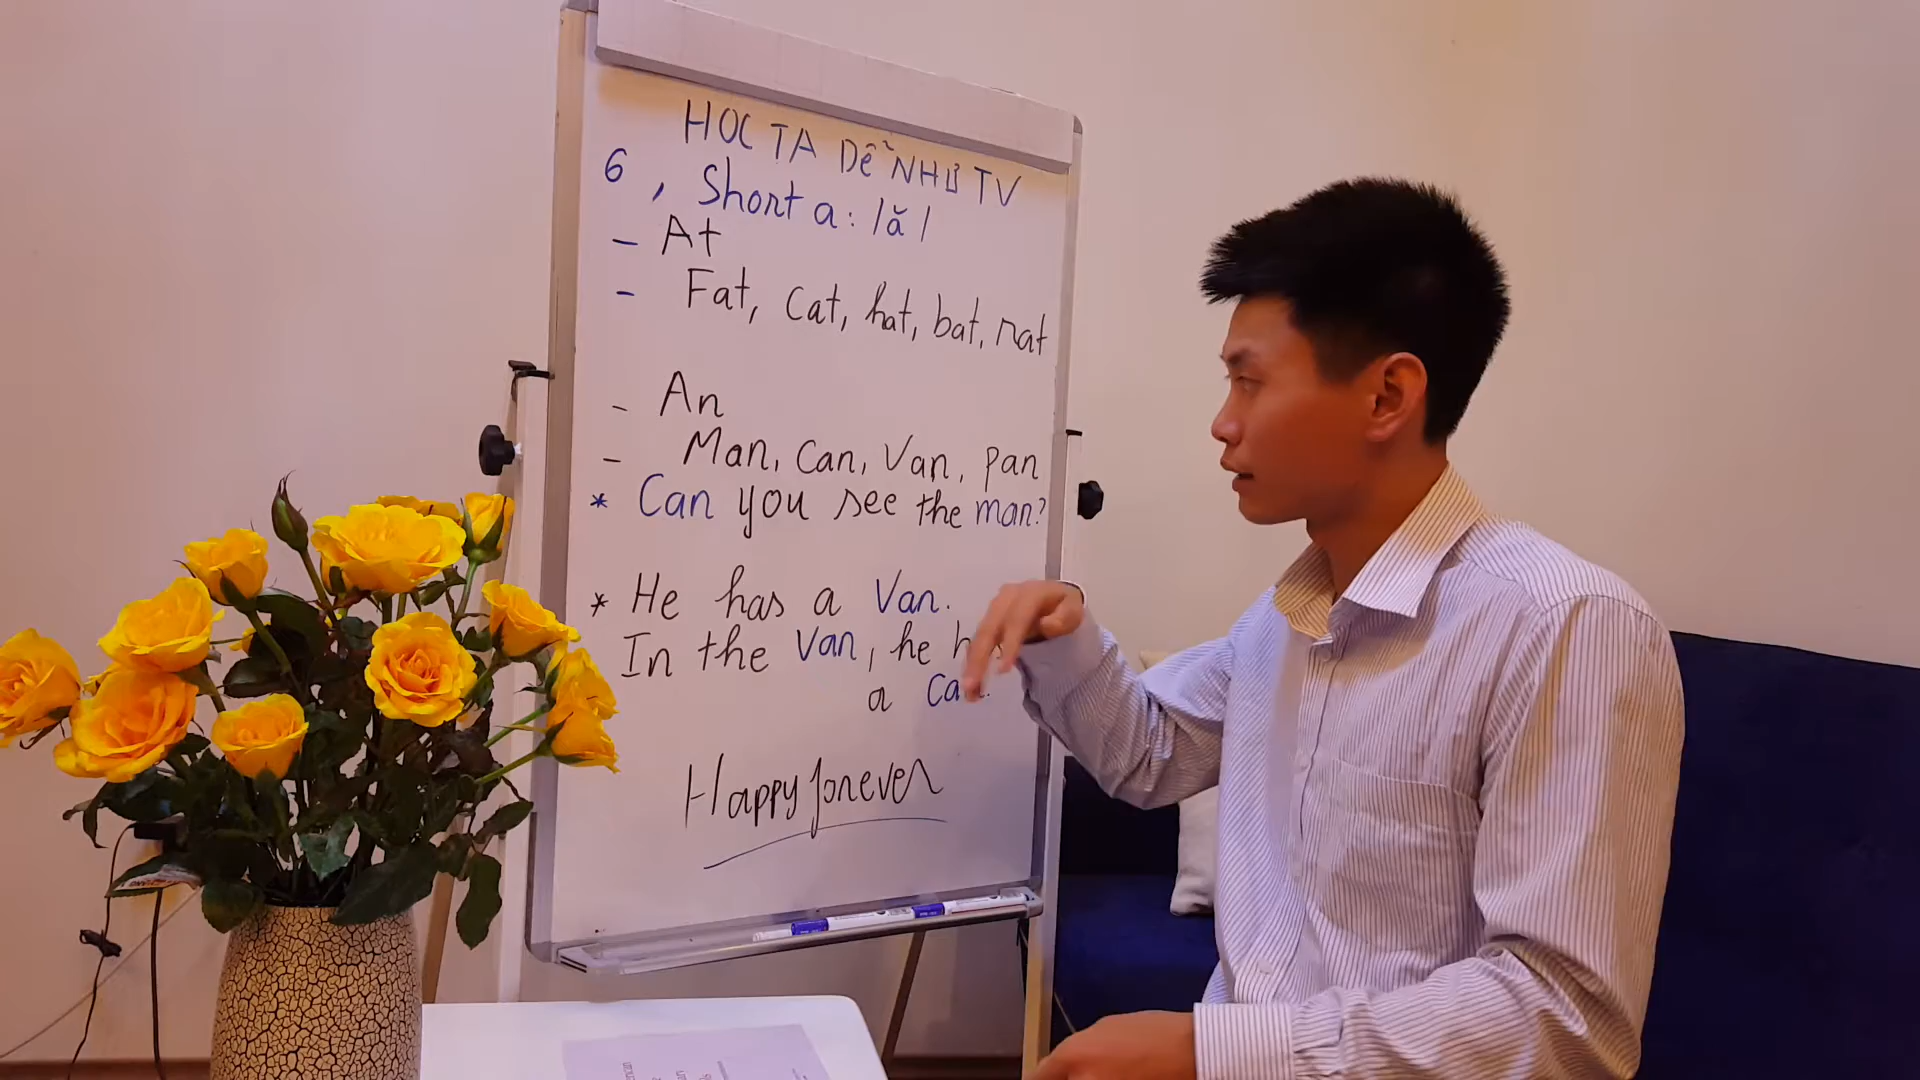 HOC TA DỄ NHƯ TV
6, Short a: /ă/
- At
- Fat, cat, hat, bat, rat
- An
- Man, Can, Van, pan
* Can you see the man?
* He has a Van.
In the Van, he
a
Happy forever